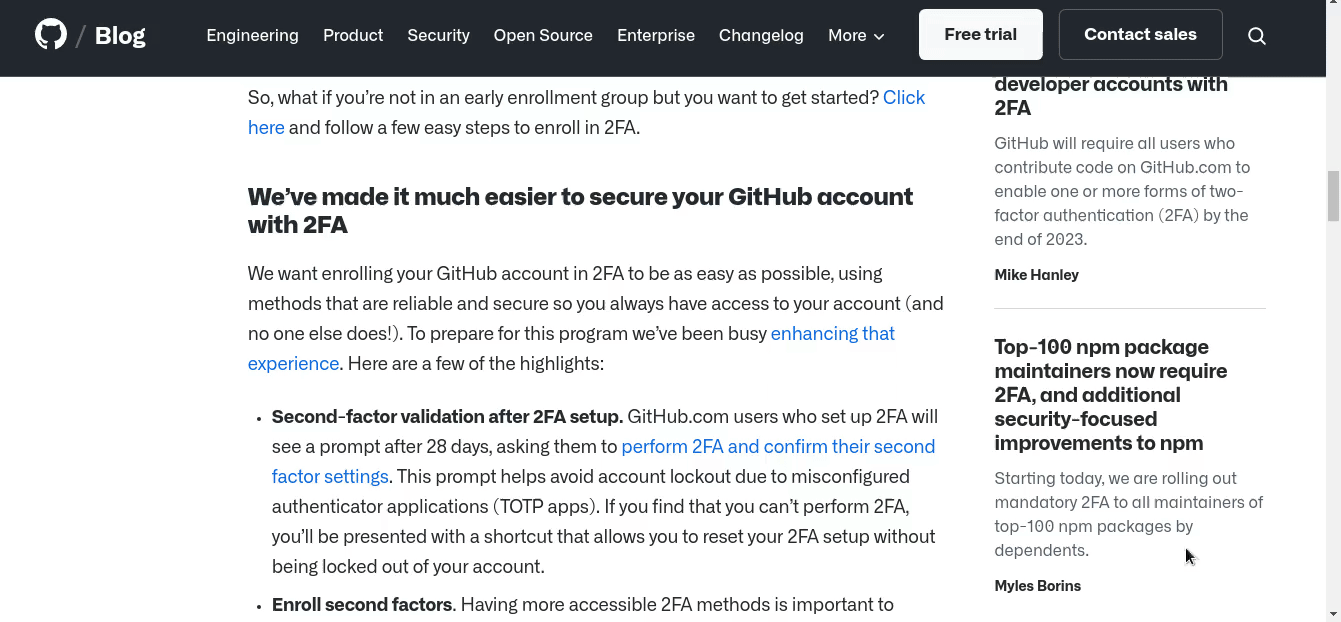 / Blog
Engineering Product Security Open Source Enterprise Changelog More Free trial Contact sales
So, what if you’re not in an early enrollment group but you want to get started? Click
here and follow a few easy steps to enroll in 2FA.
We’ve made it much easier to secure your GitHub account
with 2FA
We want enrolling your GitHub account in 2FA to be as easy as possible, using
methods that are reliable and secure so you always have access to your account (and
no one else does!). To prepare for this program we’ve been busy enhancing that
experience. Here are a few of the highlights:
• Second-factor validation after 2FA setup. GitHub.com users who set up 2FA will
see a prompt after 28 days, asking them to perform 2FA and confirm their second
factor settings. This prompt helps avoid account lockout due to misconfigured
authenticator applications (TOTP apps). If you find that you can’t perform 2FA,
you’ll be presented with a shortcut that allows you to reset your 2FA setup without
being locked out of your account.
• Enroll second factors. Having more accessible 2FA methods is important to
developer accounts with
2FA
GitHub will require all users who
contribute code on GitHub.com to
enable one or more forms of two-
factor authentication (2FA) by the
end of 2023.
Mike Hanley
Top-100 npm package
maintainers now require
2FA, and additional
security-focused
improvements to npm
Starting today, we are rolling out
mandatory 2FA to all maintainers of
top-100 npm packages by
dependents.
Myles Borins